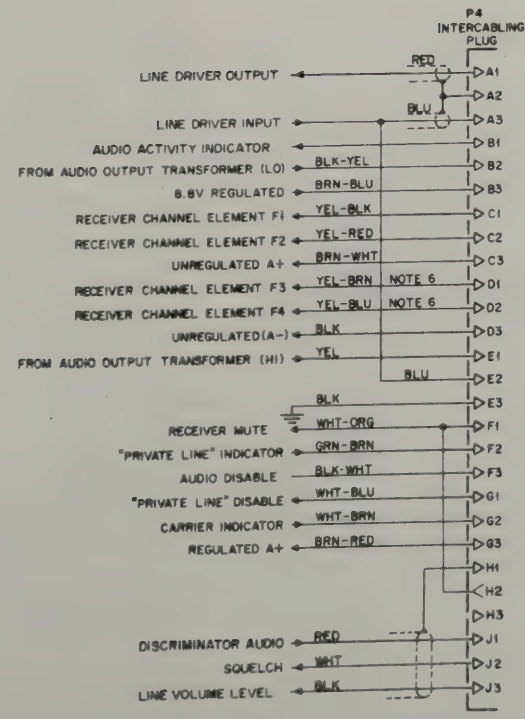 P4
INTERCABLING
PLUG
LINE DRIVER OUTPUT RED A1
A2
BLU
LINE DRIVER INPUT A3
AUDIO ACTIVITY INDICATOR B1
FROM AUDIO OUTPUT TRANSFORMER (LO) BLK-YEL B2
8.8V REGULATED BRN-BLU B3
RECEIVER CHANNEL ELEMENT F1 YEL-BLK C1
RECEIVER CHANNEL ELEMENT F2 YEL-RED C2
UNREGULATED A+ BRN-WHT C3
RECEIVER CHANNEL ELEMENT F3 YEL-BRN NOTE 6 D1
RECEIVER CHANNEL ELEMENT F4 YEL-BLU NOTE 6 D2
UNREGULATED(A-) BLK D3
FROM AUDIO OUTPUT TRANSFORMER (HI) YEL E1
BLU E2
BLK E3
RECEIVER MUTE WHT-ORG F1
"PRIVATE LINE" INDICATOR GRN-BRN F2
AUDIO DISABLE BLK-WHT F3
"PRIVATE LINE" DISABLE WHT-BLU G1
CARRIER INDICATOR WHT-BRN G2
REGULATED A+ BRN-RED G3
H1
H2
H3
DISCRIMINATOR AUDIO RED J1
SQUELCH WHT J2
LINE VOLUME LEVEL BLK J3